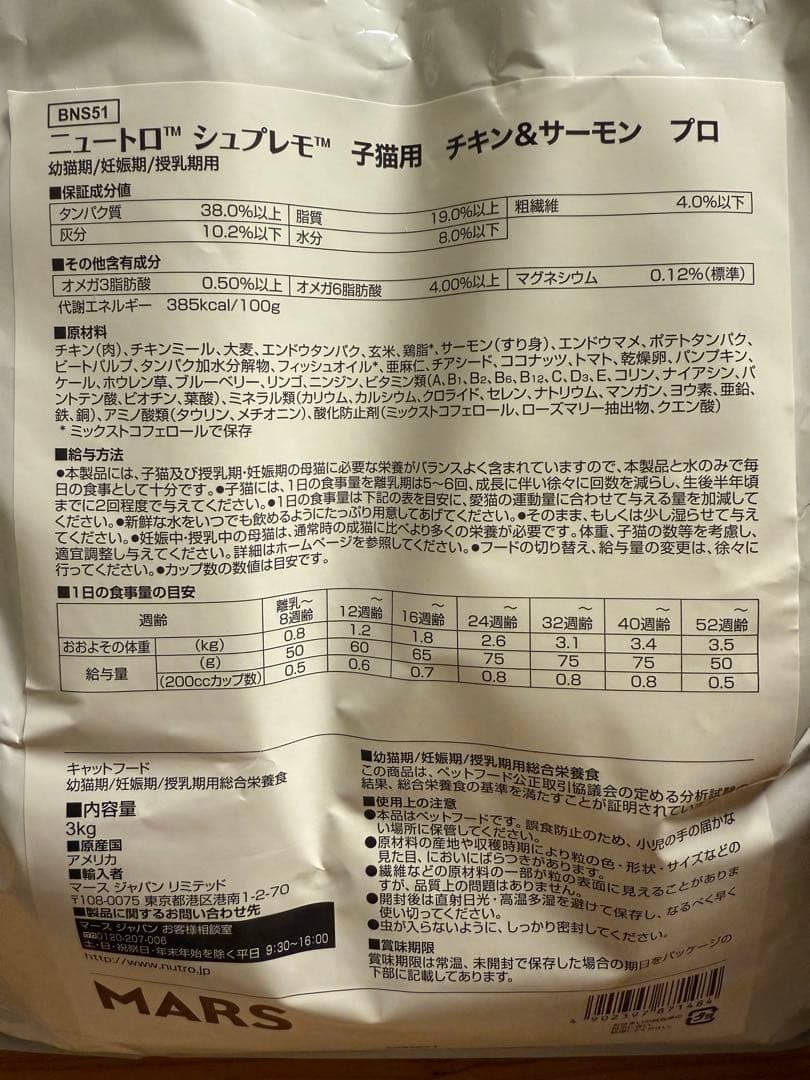 BNS51
ニュートロ™ シュプレモ™ 子猫用 チキン&サーモン プロ
幼猫期/妊娠期/授乳期用
■保証成分値
タンパク質 38.0%以上 脂質 19.0%以上 粗繊維 4.0%以下
灰分 10.2%以下 水分 8.0%以下
■その他含有成分
オメガ3脂肪酸 0.50%以上 オメガ6脂肪酸 4.00%以上 マグネシウム 0.12%(標準)
代謝エネルギー 385kcal/100g
■原材料
チキン(肉)、チキンミール、大麦、エンドウタンパク、玄米、鶏脂*、サーモン(すり身)、エンドウマメ、ポテトタンパク、
ビートパルプ、タンパク加水分解物、フィッシュオイル*、亜麻仁、チアシード、ココナッツ、トマト、乾燥卵、パンプキン、
ケール、ホウレン草、ブルーベリー、リンゴ、ニンジン、ビタミン類(A、B1、B2、B6、B12、C、D3、E、コリン、ナイアシン、パ
ントテン酸、ビオチン、葉酸)、ミネラル類(カリウム、カルシウム、クロライド、セレン、ナトリウム、マンガン、ヨウ素、亜鉛、
鉄、銅)、アミノ酸類(タウリン、メチオニン)、酸化防止剤(ミックストコフェロール、ローズマリー抽出物、クエン酸)
* ミックストコフェロールで保存
■給与方法
●本製品には、子猫及び授乳期・妊娠期の母猫に必要な栄養がバランスよく含まれていますので、本製品と水のみで毎
日の食事として十分です。●子猫には、1日の食事量を離乳期は5〜6回、成長に伴い徐々に回数を減らし、生後半年頃
までに2回程度で与えてください。●1日の食事量は下記の表を目安に、愛猫の運動量に合わせて与える量を加減して
ください。●新鮮な水をいつでも飲めるようにたっぷり用意してあげてください。●そのまま、もしくは少し湿らせて与え
てください。●妊娠中・授乳中の母猫は、通常時の成猫に比べより多くの栄養が必要です。体重、子猫の数等を考慮し、
適宜調整し与えてください。詳細はホームページを参照してください。●フードの切り替え、給与量の変更は、徐々に
行ってください。●カップ数の数値は目安です。
■1日の食事量の目安
週齢 離乳〜8週齢 〜12週齢 〜16週齢 〜24週齢 〜32週齢 〜40週齢 〜52週齢
おおよその体重 (kg) 0.8 1.2 1.8 2.6 3.1 3.4 3.5
給与量 (g) 50 60 65 75 75 75 50
(200ccカップ数) 0.5 0.6 0.7 0.8 0.8 0.8 0.5
キャットフード
幼猫期/妊娠期/授乳期用総合栄養食
■内容量
3kg
■原産国
アメリカ
■輸入者
マース ジャパン リミテッド
〒108-0075 東京都港区港南1-2-70
■製品に関するお問い合わせ先
マース ジャパン お客様相談室
0120-207-008
土・日・祝祭日・年末年始を除く平日 9:30~16:00
http://www.nutro.jp
MARS
■幼猫期/妊娠期/授乳期用総合栄養食
この商品は、ペットフード公正取引協議会の定める分析試験の
結果、総合栄養食の基準を満たすことが証明されてい
■使用上の注意
●本品はペットフードです。誤食防止のため、小児の手の届かな
い場所に保管してください。
●原材料の産地や収穫時期により粒の色・形状・サイズなどの
見た目、においにばらつきがあります。
●繊維などの原材料の一部が粒の表面に見えることがありま
すが、品質上の問題はありません。
●開封後は直射日光・高温多湿を避けて保存し、なるべく早く
使い切ってください。
●虫が入らないように、しっかり密封してください。
■賞味期限
賞味期限は常温、未開封で保存した場合の期日をパッケージの
下部に記載してあります。
4 902397 871484